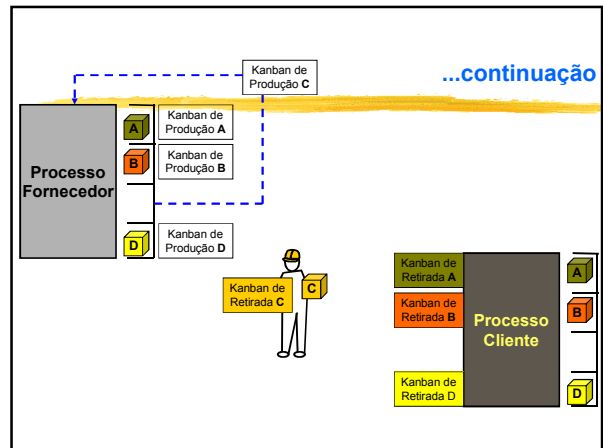 ...continuação
Kanban de
Produção C
Kanban de
Produção A
Kanban de
Produção B
Kanban de
Produção D
A
B
D
Processo
Fornecedor
Kanban de
Retirada C
C
Kanban de
Retirada A
Kanban de
Retirada B
Kanban de
Retirada D
Processo
Cliente
A
B
D